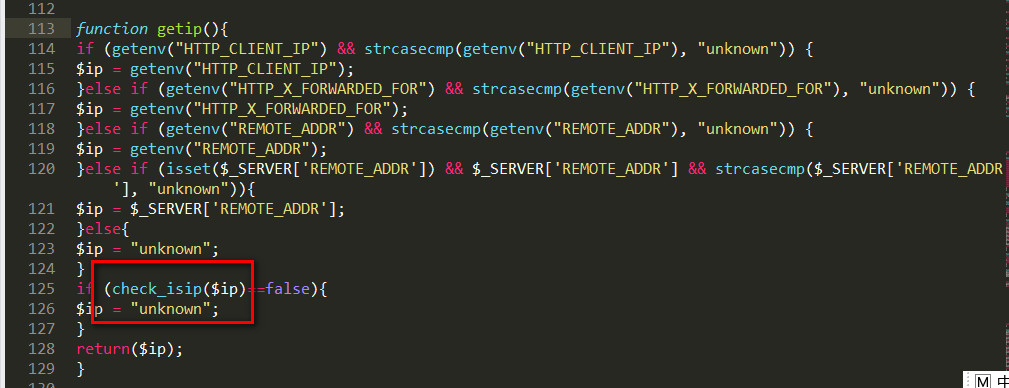 112
113 function getip(){
114 if (getenv("HTTP_CLIENT_IP") && strcasecmp(getenv("HTTP_CLIENT_IP"), "unknown")) {
115 $ip = getenv("HTTP_CLIENT_IP");
116 }else if (getenv("HTTP_X_FORWARDED_FOR") && strcasecmp(getenv("HTTP_X_FORWARDED_FOR"), "unknown")) {
117 $ip = getenv("HTTP_X_FORWARDED_FOR");
118 }else if (getenv("REMOTE_ADDR") && strcasecmp(getenv("REMOTE_ADDR"), "unknown")) {
119 $ip = getenv("REMOTE_ADDR");
120 }else if (isset($_SERVER['REMOTE_ADDR']) && $_SERVER['REMOTE_ADDR'] && strcasecmp($_SERVER['REMOTE_ADDR
'], "unknown")){
121 $ip = $_SERVER['REMOTE_ADDR'];
122 }else{
123 $ip = "unknown";
124 }
125 if (check_isip($ip)==false){
126 $ip = "unknown";
127 }
128 return($ip);
129 }
M 中